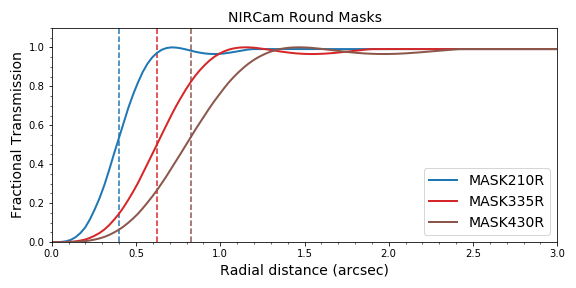 NIRCam Round Masks
Fractional Transmission
1.0
0.8
0.6
0.4
0.2
0.0
0.0 0.5 1.0 1.5 2.0 2.5 3.0
Radial distance (arcsec)
MASK210R
MASK335R
MASK430R